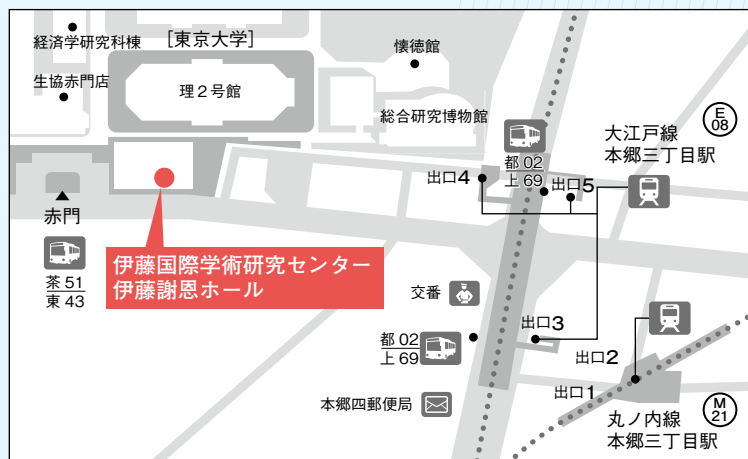 経済学研究科棟
［東京大学］
懐徳館
生協赤門店
理２号館
総合研究博物館
E
08
大江戸線
本郷三丁目駅
都 02
上 69
出口4
出口5
赤門
茶 51
東 43
伊藤国際学術研究センター
伊藤謝恩ホール
交番
都 02
上 69
出口3
出口2
出口1
本郷四郵便局
M
21
丸ノ内線
本郷三丁目駅